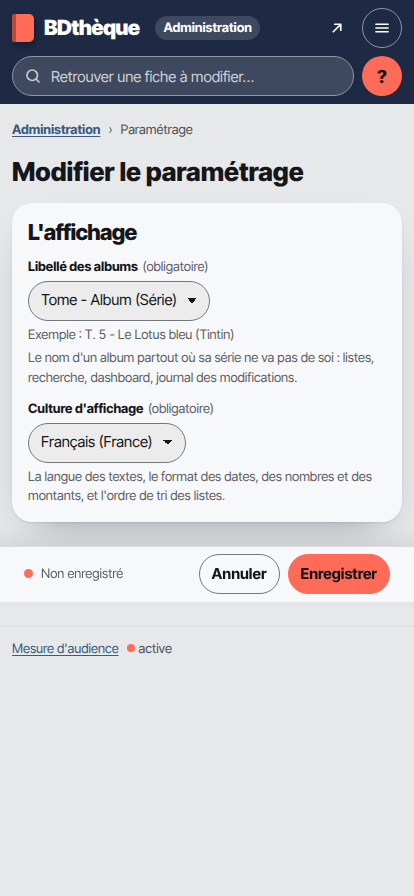 BDthèque Administration
Retrouver une fiche à modifier... ?
Administration › Paramétrage
Modifier le paramétrage
L'affichage
Libellé des albums (obligatoire)
Tome - Album (Série)
Exemple : T. 5 - Le Lotus bleu (Tintin)
Le nom d'un album partout où sa série ne va pas de soi : listes,
recherche, dashboard, journal des modifications.
Culture d'affichage (obligatoire)
Français (France)
La langue des textes, le format des dates, des nombres et des
montants, et l'ordre de tri des listes.
Non enregistré Annuler Enregistrer
Mesure d'audience active